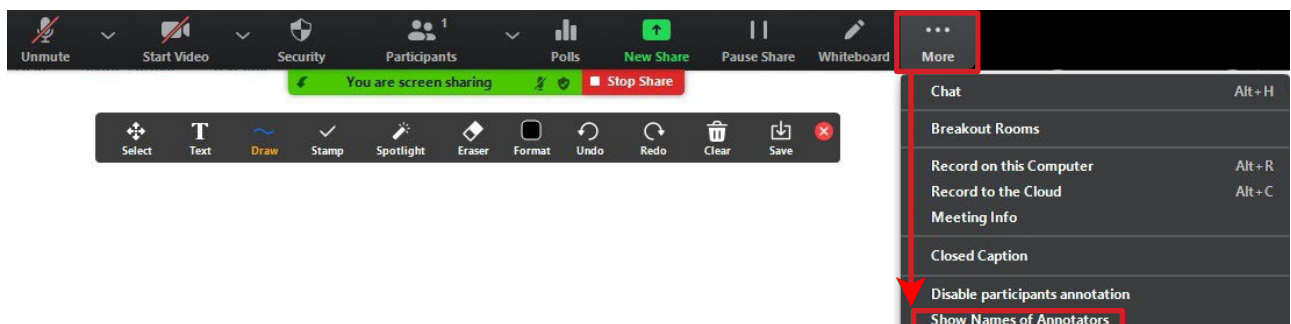 1
Unmute Start Video Security Participants Polls New Share Pause Share Whiteboard More
You are screen sharing Stop Share
Select Text Draw Stamp Spotlight Eraser Format Undo Redo Clear Save
Chat Alt+H
Breakout Rooms
Record on this Computer Alt+R
Record to the Cloud Alt+C
Meeting Info
Closed Caption
Disable participants annotation
Show Names of Annotators